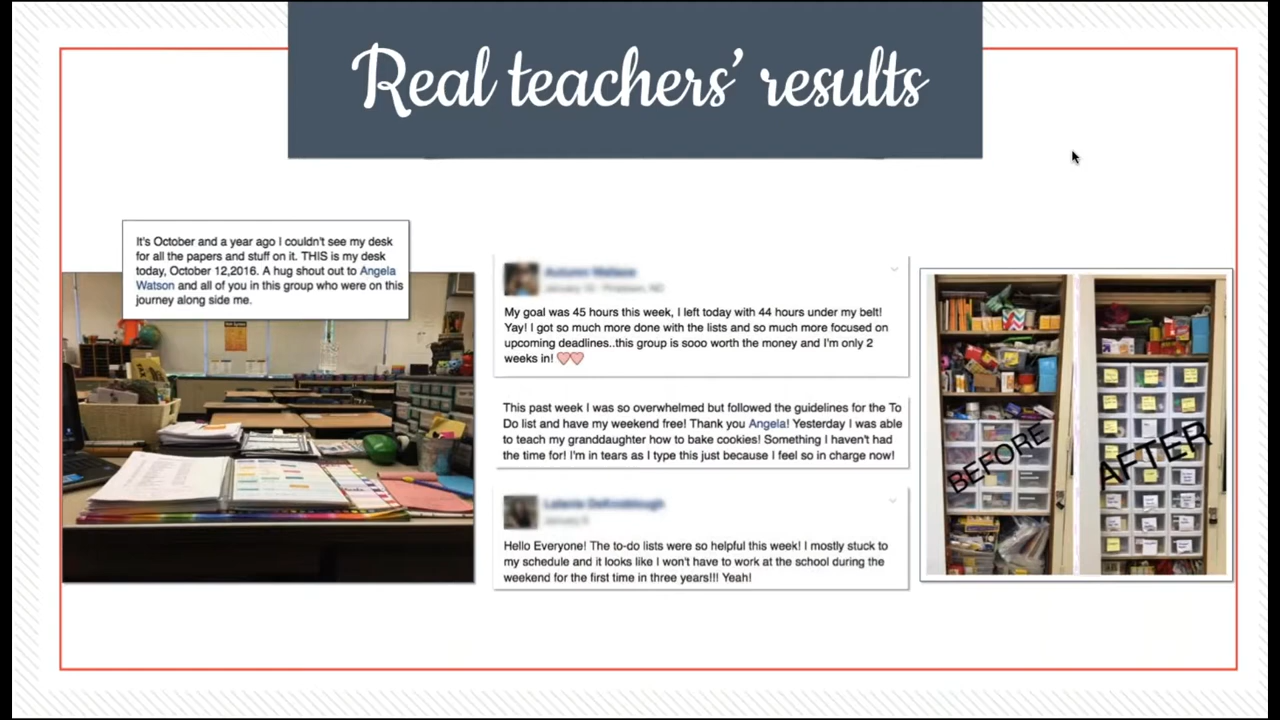 Real teachers' results
It's October and a year ago I couldn't see my desk
for all the papers and stuff on it. THIS is my desk
today, October 12,2016. A hug shout out to Angela
Watson and all of you in this group who were on this
journey along side me.
My goal was 45 hours this week, I left today with 44 hours under my belt!
Yay! I got so much more done with the lists and so much more focused on
upcoming deadlines..this group is sooo worth the money and I'm only 2
weeks in!
This past week I was so overwhelmed but followed the guidelines for the To
Do list and have my weekend free! Thank you Angela! Yesterday I was able
to teach my granddaughter how to bake cookies! Something I haven't had
the time for! I'm in tears as I type this just because I feel so in charge now!
Hello Everyone! The to-do lists were so helpful this week! I mostly stuck to
my schedule and it looks like I won't have to work at the school during the
weekend for the first time in three years!!! Yeah!
BEFORE
AFTER